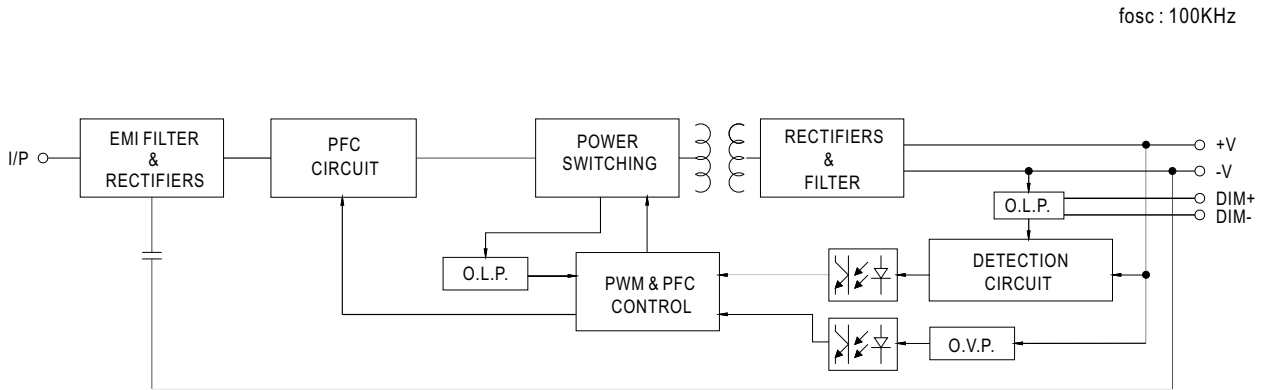 fosc : 100KHz
I/P
EMI FILTER
&
RECTIFIERS
PFC
CIRCUIT
POWER
SWITCHING
RECTIFIERS
&
FILTER
+V
-V
DIM+
DIM-
O.L.P.
O.L.P.
PWM & PFC
CONTROL
DETECTION
CIRCUIT
O.V.P.